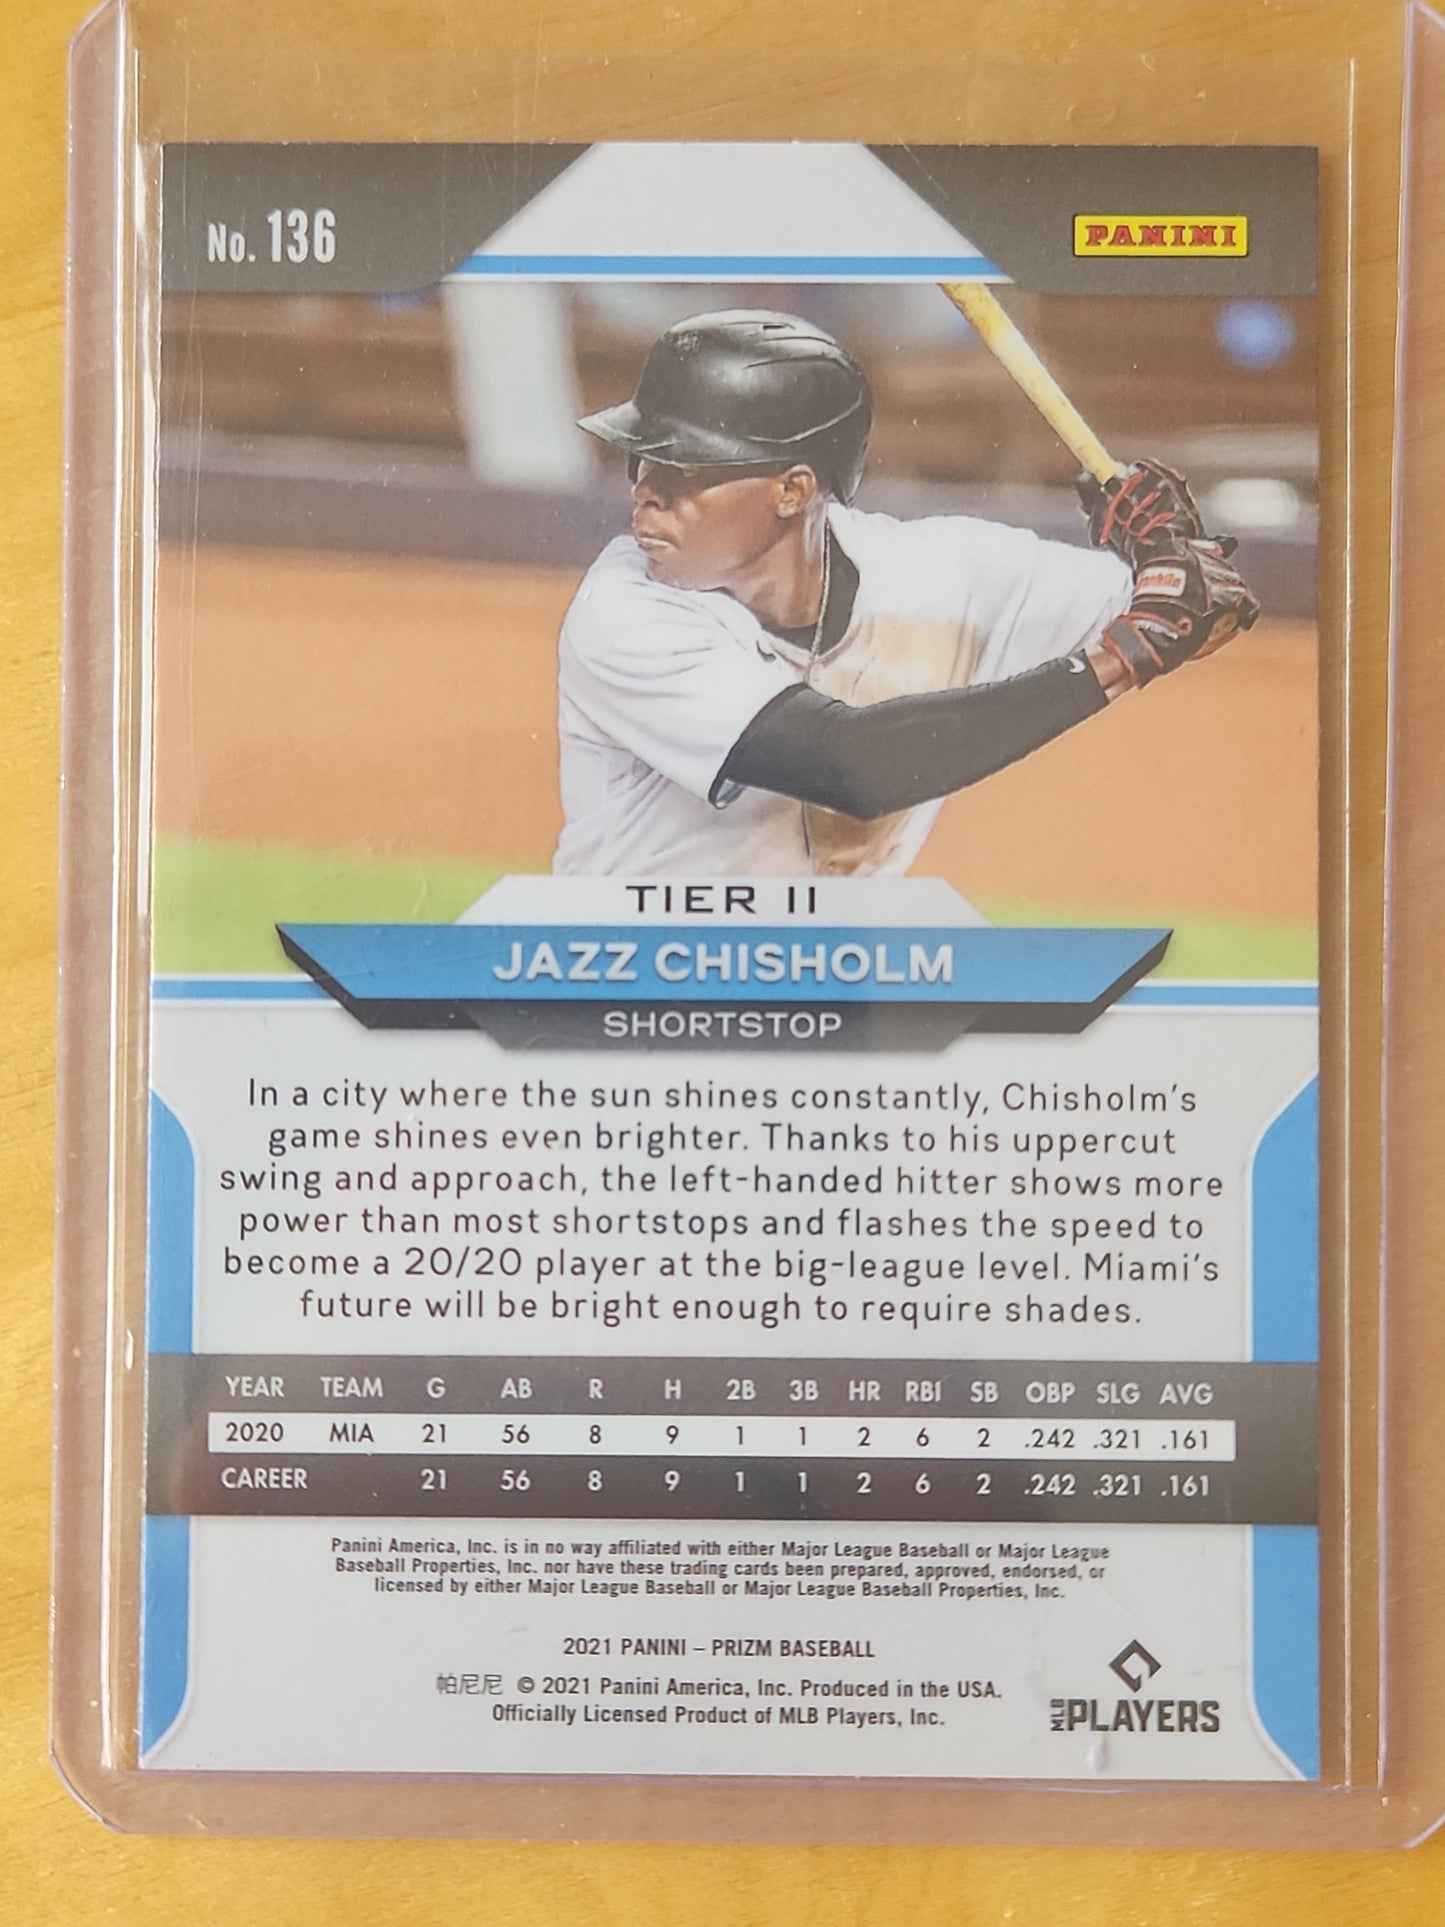 No. 136
PANINI
Franklin
TIER II
JAZZ CHISHOLM
SHORTSTOP
In a city where the sun shines constantly, Chisholm's
game shines even brighter. Thanks to his uppercut
swing and approach, the left-handed hitter shows more
power than most shortstops and flashes the speed to
become a 20/20 player at the big-league level. Miami's
future will be bright enough to require shades.
YEAR TEAM G AB R H 2B 3B HR RBI SB OBP SLG AVG
2020 MIA 21 56 8 9 1 1 2 6 2 .242 .321 .161
CAREER 21 56 8 9 1 1 2 6 2 .242 .321 .161
Panini America, Inc. is in no way affiliated with either Major League Baseball or Major League
Baseball Properties, Inc. nor have these trading cards been prepared, approved, endorsed, or
licensed by either Major League Baseball or Major League Baseball Properties, Inc.
2021 PANINI – PRIZM BASEBALL
帕尼尼 © 2021 Panini America, Inc. Produced in the USA.
Officially Licensed Product of MLB Players, Inc.
MLB PLAYERS